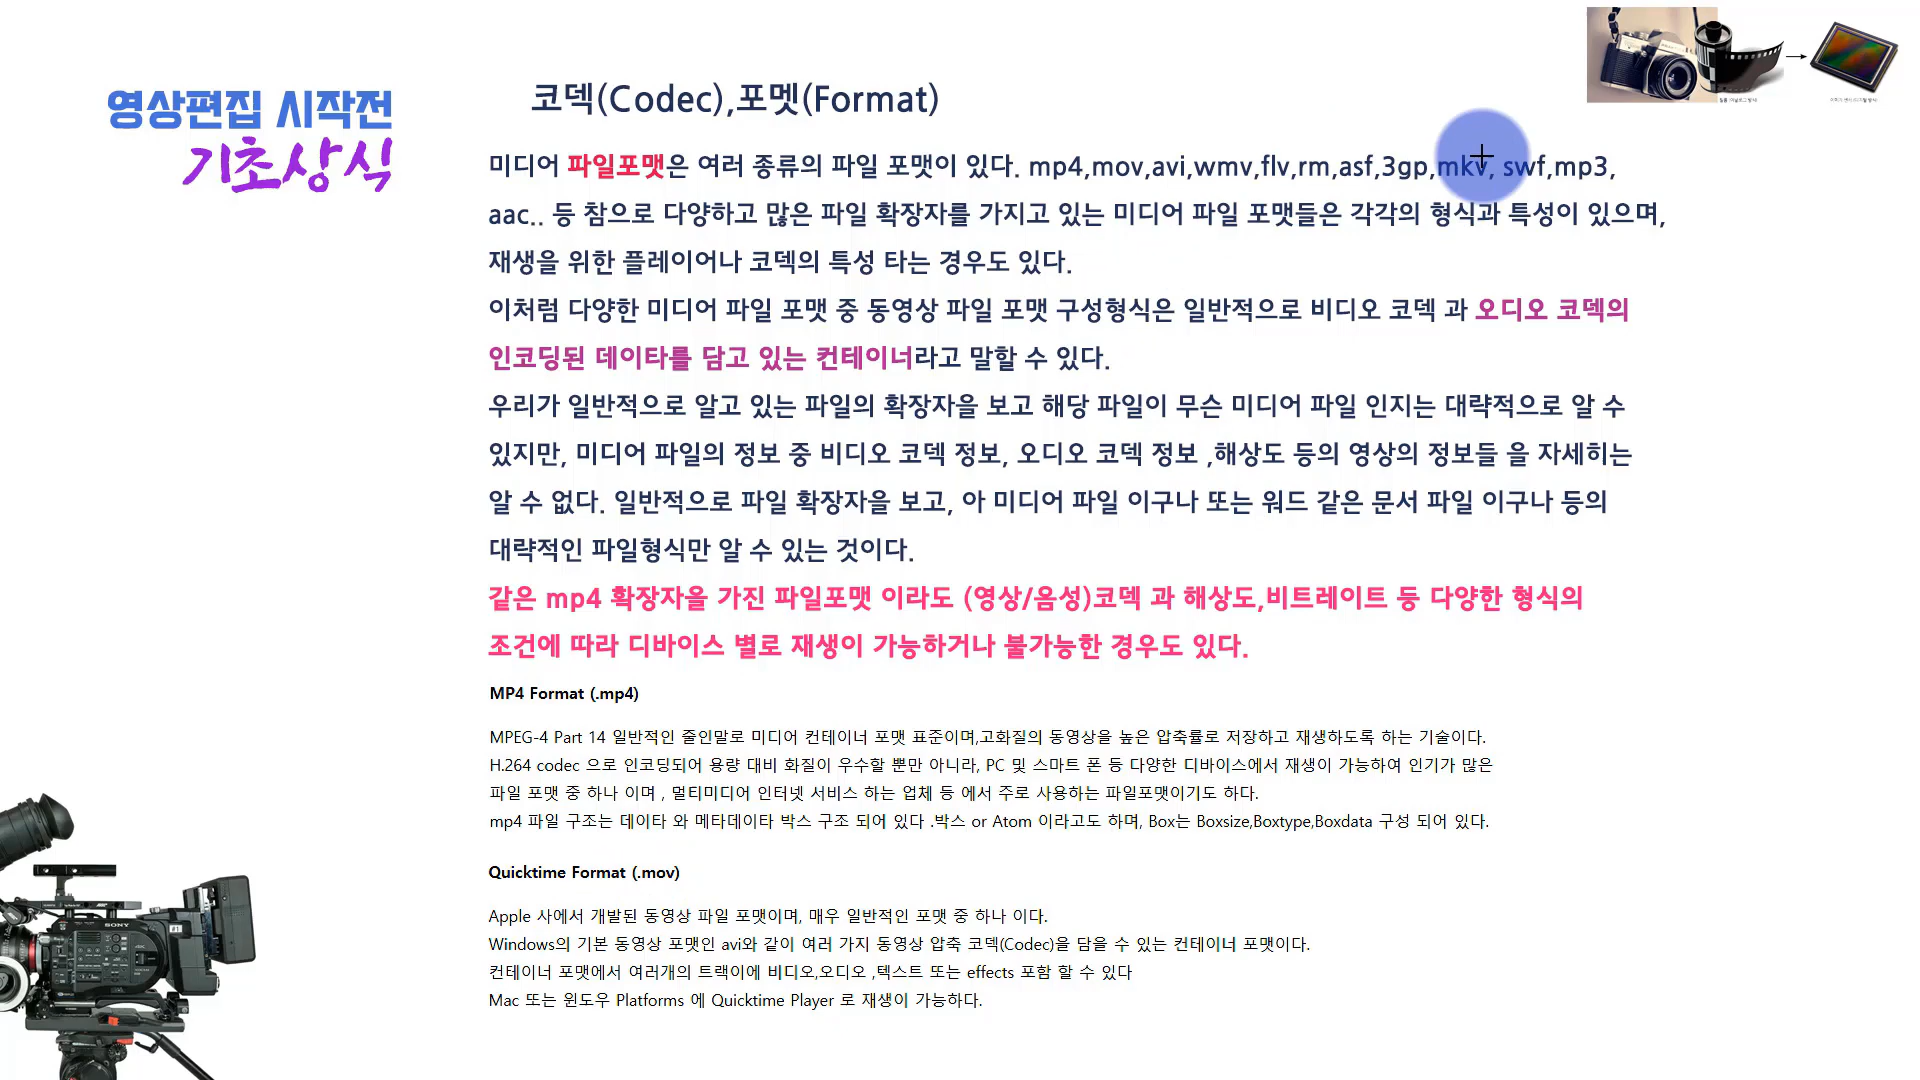 영상편집 시작전
기초상식
코덱(Codec),포멧(Format)
미디어 파일포맷은 여러 종류의 파일 포맷이 있다. mp4,mov,avi,wmv,flv,rm,asf,3gp,mkv, swf,mp3,
aac.. 등 참으로 다양하고 많은 파일 확장자를 가지고 있는 미디어 파일 포맷들은 각각의 형식과 특성이 있으며,
재생을 위한 플레이어나 코덱의 특성 타는 경우도 있다.
이처럼 다양한 미디어 파일 포맷 중 동영상 파일 포맷 구성형식은 일반적으로 비디오 코덱 과 오디오 코덱의
인코딩된 데이타를 담고 있는 컨테이너라고 말할 수 있다.
우리가 일반적으로 알고 있는 파일의 확장자을 보고 해당 파일이 무슨 미디어 파일 인지는 대략적으로 알 수
있지만, 미디어 파일의 정보 중 비디오 코덱 정보, 오디오 코덱 정보 ,해상도 등의 영상의 정보들 을 자세히는
알 수 없다. 일반적으로 파일 확장자을 보고, 아 미디어 파일 이구나 또는 워드 같은 문서 파일 이구나 등의
대략적인 파일형식만 알 수 있는 것이다.
같은 mp4 확장자을 가진 파일포맷 이라도 (영상/음성)코덱 과 해상도,비트레이트 등 다양한 형식의
조건에 따라 디바이스 별로 재생이 가능하거나 불가능한 경우도 있다.
MP4 Format (.mp4)
MPEG-4 Part 14 일반적인 줄인말로 미디어 컨테이너 포맷 표준이며,고화질의 동영상을 높은 압축률로 저장하고 재생하도록 하는 기술이다.
H.264 codec 으로 인코딩되어 용량 대비 화질이 우수할 뿐만 아니라, PC 및 스마트 폰 등 다양한 디바이스에서 재생이 가능하여 인기가 많은
파일 포맷 중 하나 이며 , 멀티미디어 인터넷 서비스 하는 업체 등 에서 주로 사용하는 파일포맷이기도 하다.
mp4 파일 구조는 데이타 와 메타데이타 박스 구조 되어 있다 .박스 or Atom 이라고도 하며, Box는 Boxsize,Boxtype,Boxdata 구성 되어 있다.
Quicktime Format (.mov)
Apple 사에서 개발된 동영상 파일 포맷이며, 매우 일반적인 포맷 중 하나 이다.
Windows의 기본 동영상 포맷인 avi와 같이 여러 가지 동영상 압축 코덱(Codec)을 담을 수 있는 컨테이너 포맷이다.
컨테이너 포맷에서 여러개의 트랙이에 비디오,오디오 ,텍스트 또는 effects 포함 할 수 있다
Mac 또는 윈도우 Platforms 에 Quicktime Player 로 재생이 가능하다.
SONY
#1